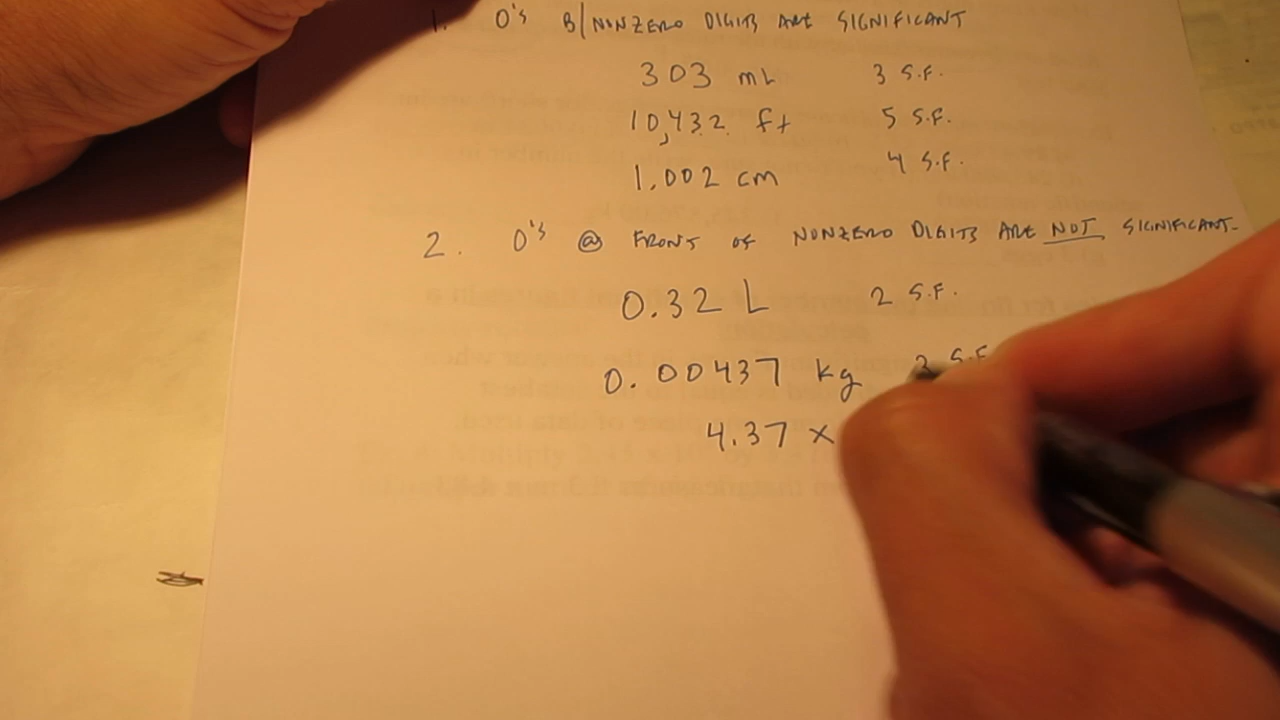 1. 0's B/NONZERO DIGITS ARE SIGNIFICANT
303 mL 3 S.F.
10,432 ft 5 S.F.
1.002 cm 4 S.F.
2. 0's @ FRONT OF NONZERO DIGITS ARE NOT SIGNIFICANT
0.32 L 2 S.F.
0.00437 kg 3 S.F
4.37 x